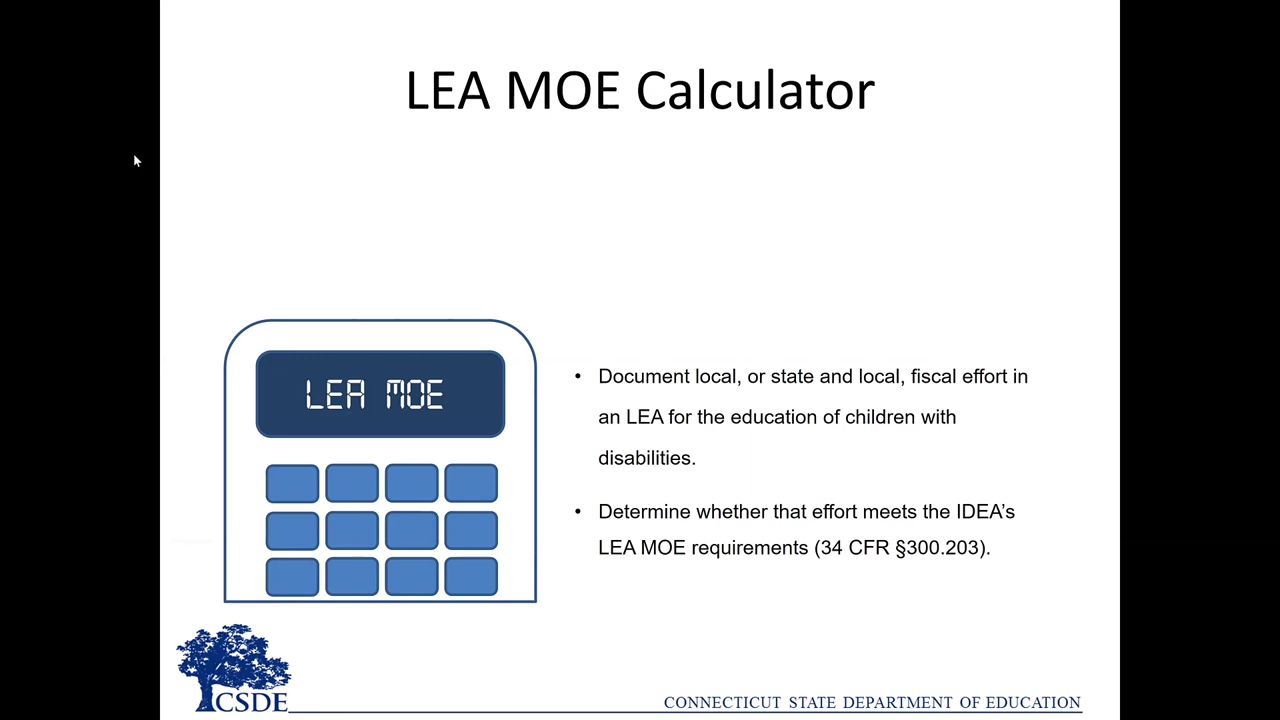 LEA MOE Calculator
LEA MOE
• Document local, or state and local, fiscal effort in
an LEA for the education of children with
disabilities.
• Determine whether that effort meets the IDEA’s
LEA MOE requirements (34 CFR §300.203).
CSDE
CONNECTICUT STATE DEPARTMENT OF EDUCATION